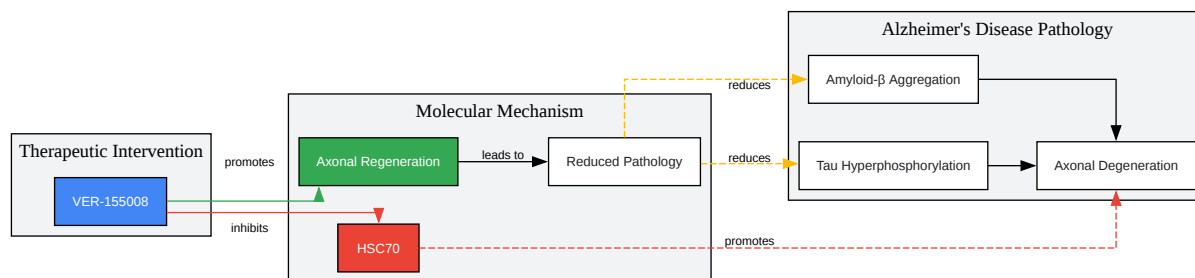 Alzheimer's Disease Pathology
Amyloid-β Aggregation
reduces
Molecular Mechanism
Therapeutic Intervention
promotes
Axonal Regeneration
leads to
Reduced Pathology
reduces
Tau Hyperphosphorylation
Axonal Degeneration
VER-155008
inhibits
HSC70
promotes